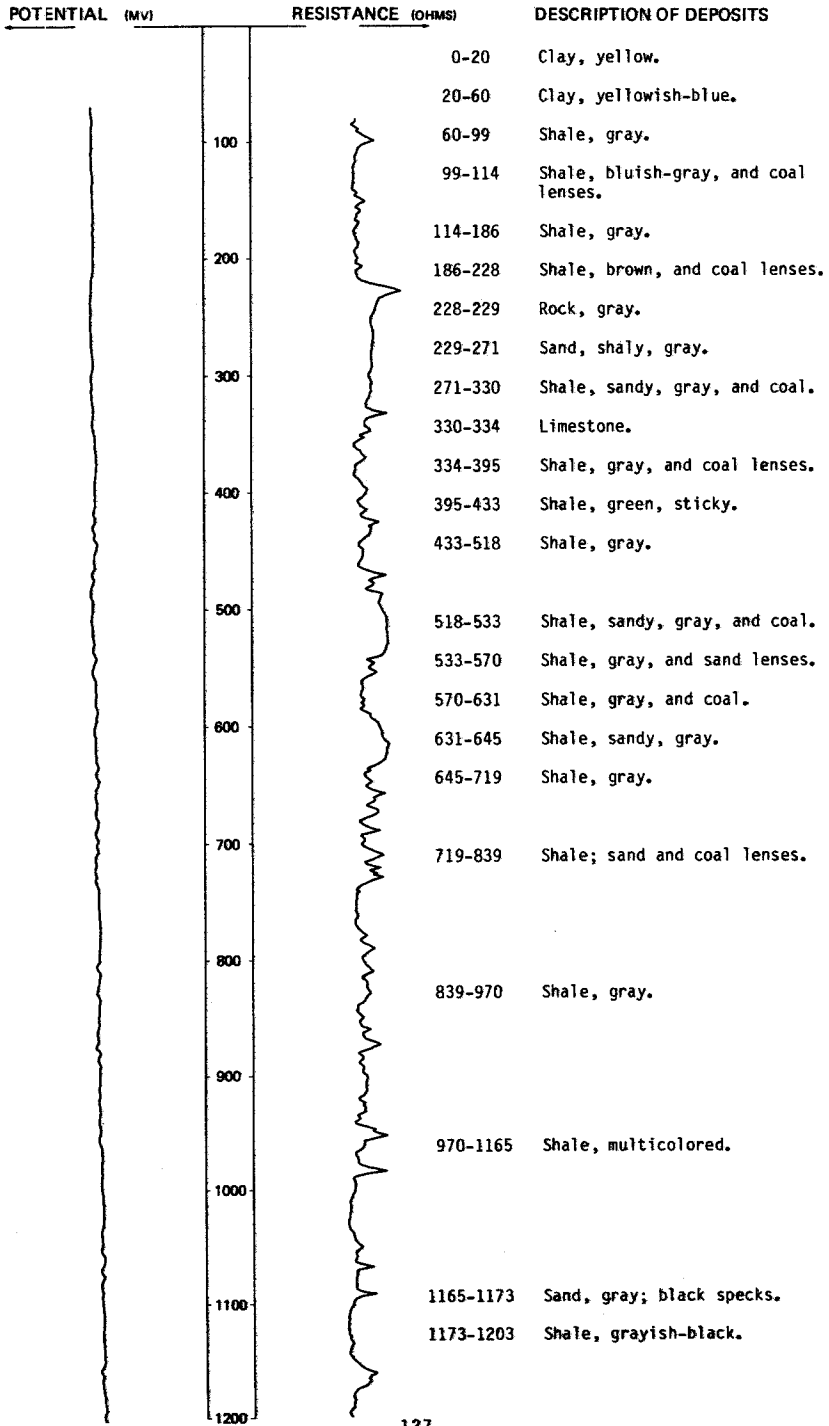 POTENTIAL (MV) RESISTANCE (OHMS) DESCRIPTION OF DEPOSITS
0-20 Clay, yellow.
20-60 Clay, yellowish-blue.
60-99 Shale, gray.
100
99-114 Shale, bluish-gray, and coal
lenses.
114-186 Shale, gray.
200
186-228 Shale, brown, and coal lenses.
228-229 Rock, gray.
229-271 Sand, shaly, gray.
300
271-330 Shale, sandy, gray, and coal.
330-334 Limestone.
334-395 Shale, gray, and coal lenses.
400
395-433 Shale, green, sticky.
433-518 Shale, gray.
500
518-533 Shale, sandy, gray, and coal.
533-570 Shale, gray, and sand lenses.
570-631 Shale, gray, and coal.
600
631-645 Shale, sandy, gray.
645-719 Shale, gray.
700
719-839 Shale; sand and coal lenses.
800
839-970 Shale, gray.
900
970-1165 Shale, multicolored.
1000
1165-1173 Sand, gray; black specks.
1100
1173-1203 Shale, grayish-black.
1200
127